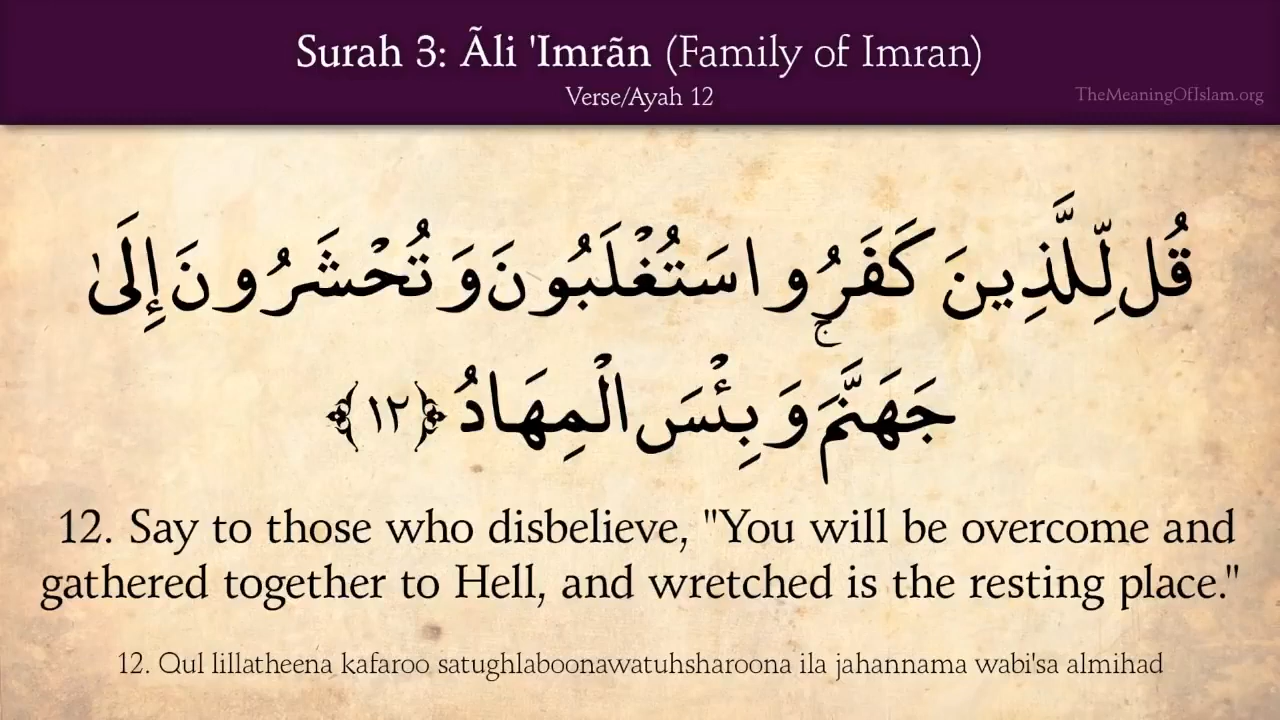 Surah 3: Ãli 'Imrãn (Family of Imran)
Verse/Ayah 12
TheMeaningOfIslam.org
قُل لِّلَّذِينَ كَفَرُوا سَتُغْلَبُونَ وَتُحْشَرُونَ إِلَىٰ
جَهَنَّمَ ۚ وَبِئْسَ الْمِهَادُ ﴿١٢﴾
12. Say to those who disbelieve, "You will be overcome and
gathered together to Hell, and wretched is the resting place."
12. Qul lillatheena kafaroo satughlaboonawatuhsharoona ila jahannama wabi'sa almihad